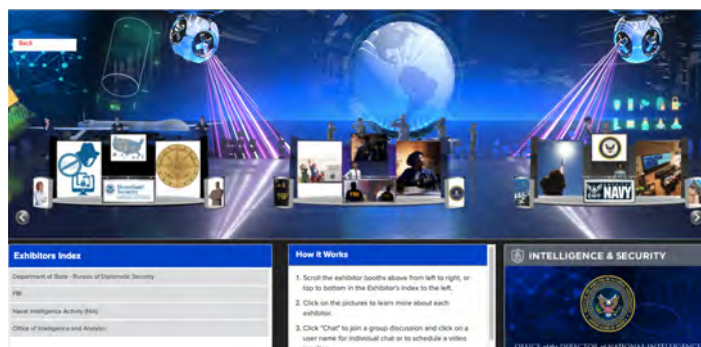 Back
Homeland
Security
FBI
FBI
NAVY
Exhibitors Index
Department of State - Bureau of Diplomatic Security
FBI
Naval Intelligence Activity (NIA)
Office of Intelligence and Analysis
How it Works
1. Scroll the exhibitor booths above from left to right, or
top to bottom in the Exhibitor's Index to the left.
2. Click on the pictures to learn more about each
exhibitor.
3. Click "Chat" to join a group discussion and click on a
user name for individual chat or to schedule a video
INTELLIGENCE & SECURITY
OFFICE of the DIRECTOR of NATIONAL INTELLIGENCE